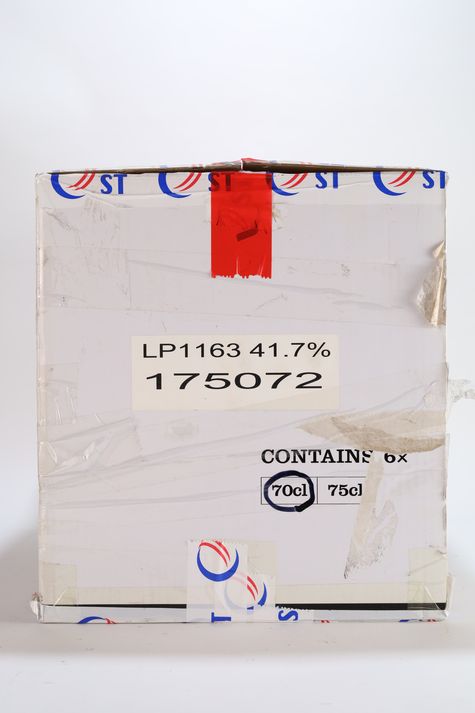 ST ST ST ST
LP1163 41.7%
175072
CONTAINS 6x
70cl 75cl